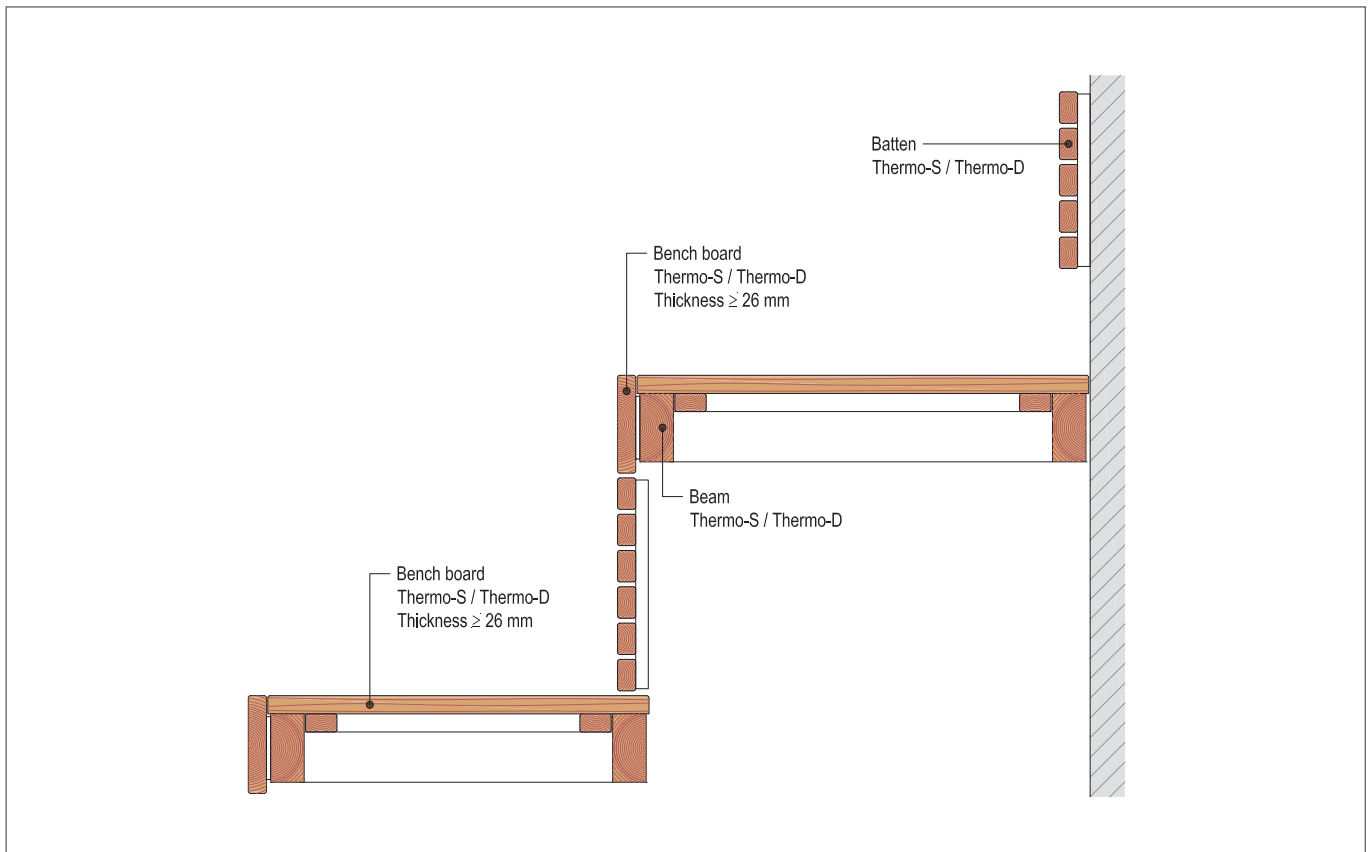 Batten
Thermo-S / Thermo-D
Bench board
Thermo-S / Thermo-D
Thickness ≥ 26 mm
Beam
Thermo-S / Thermo-D
Bench board
Thermo-S / Thermo-D
Thickness ≥ 26 mm